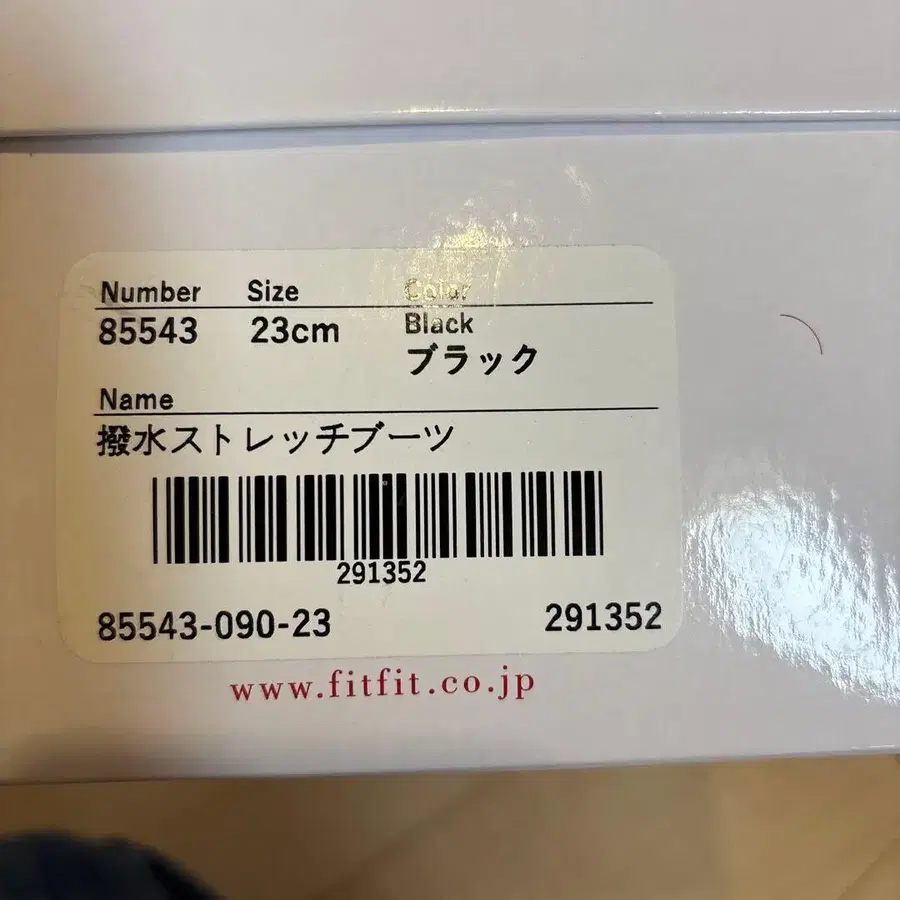 Number Size Color
85543 23cm Black
ブラック
Name
撥水ストレッチブーツ
291352
85543-090-23 291352
www.fitfit.co.jp